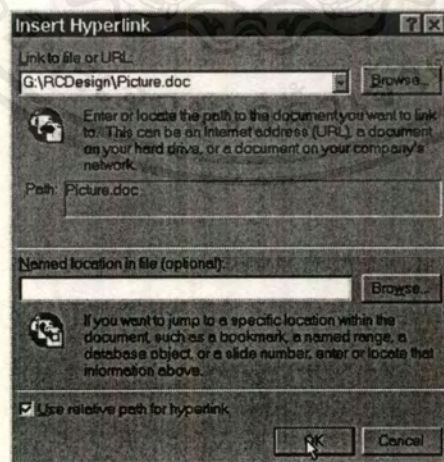 Insert Hyperlink
Link to file or URL:
G:\RCDesign\Picture.doc
Browse...
Enter or locate the path to the document you want to link
to. This can be an Internet address (URL), a document
on your hard drive, or a document on your company's
network.
Path: Picture.doc
Named location in file (optional):
Browse...
If you want to jump to a specific location within the
document, such as a bookmark, a named range, a
database object, or a slide number, enter or locate that
information above.
Use relative path for hyperlink
OK
Cancel